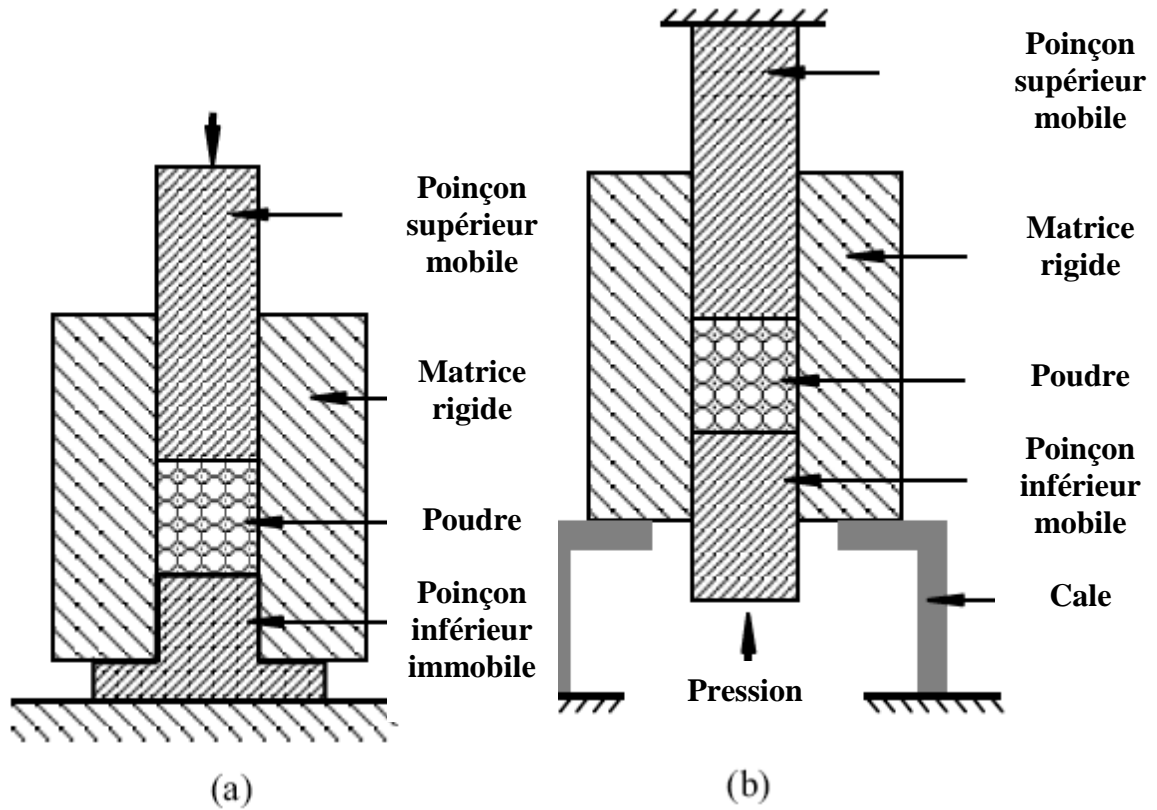 Poinçon
supérieur
mobile
Matrice
rigide
Poudre
Poinçon
inférieur
immobile
(a)
Poinçon
supérieur
mobile
Matrice
rigide
Poudre
Poinçon
inférieur
mobile
Cale
Pression
(b)